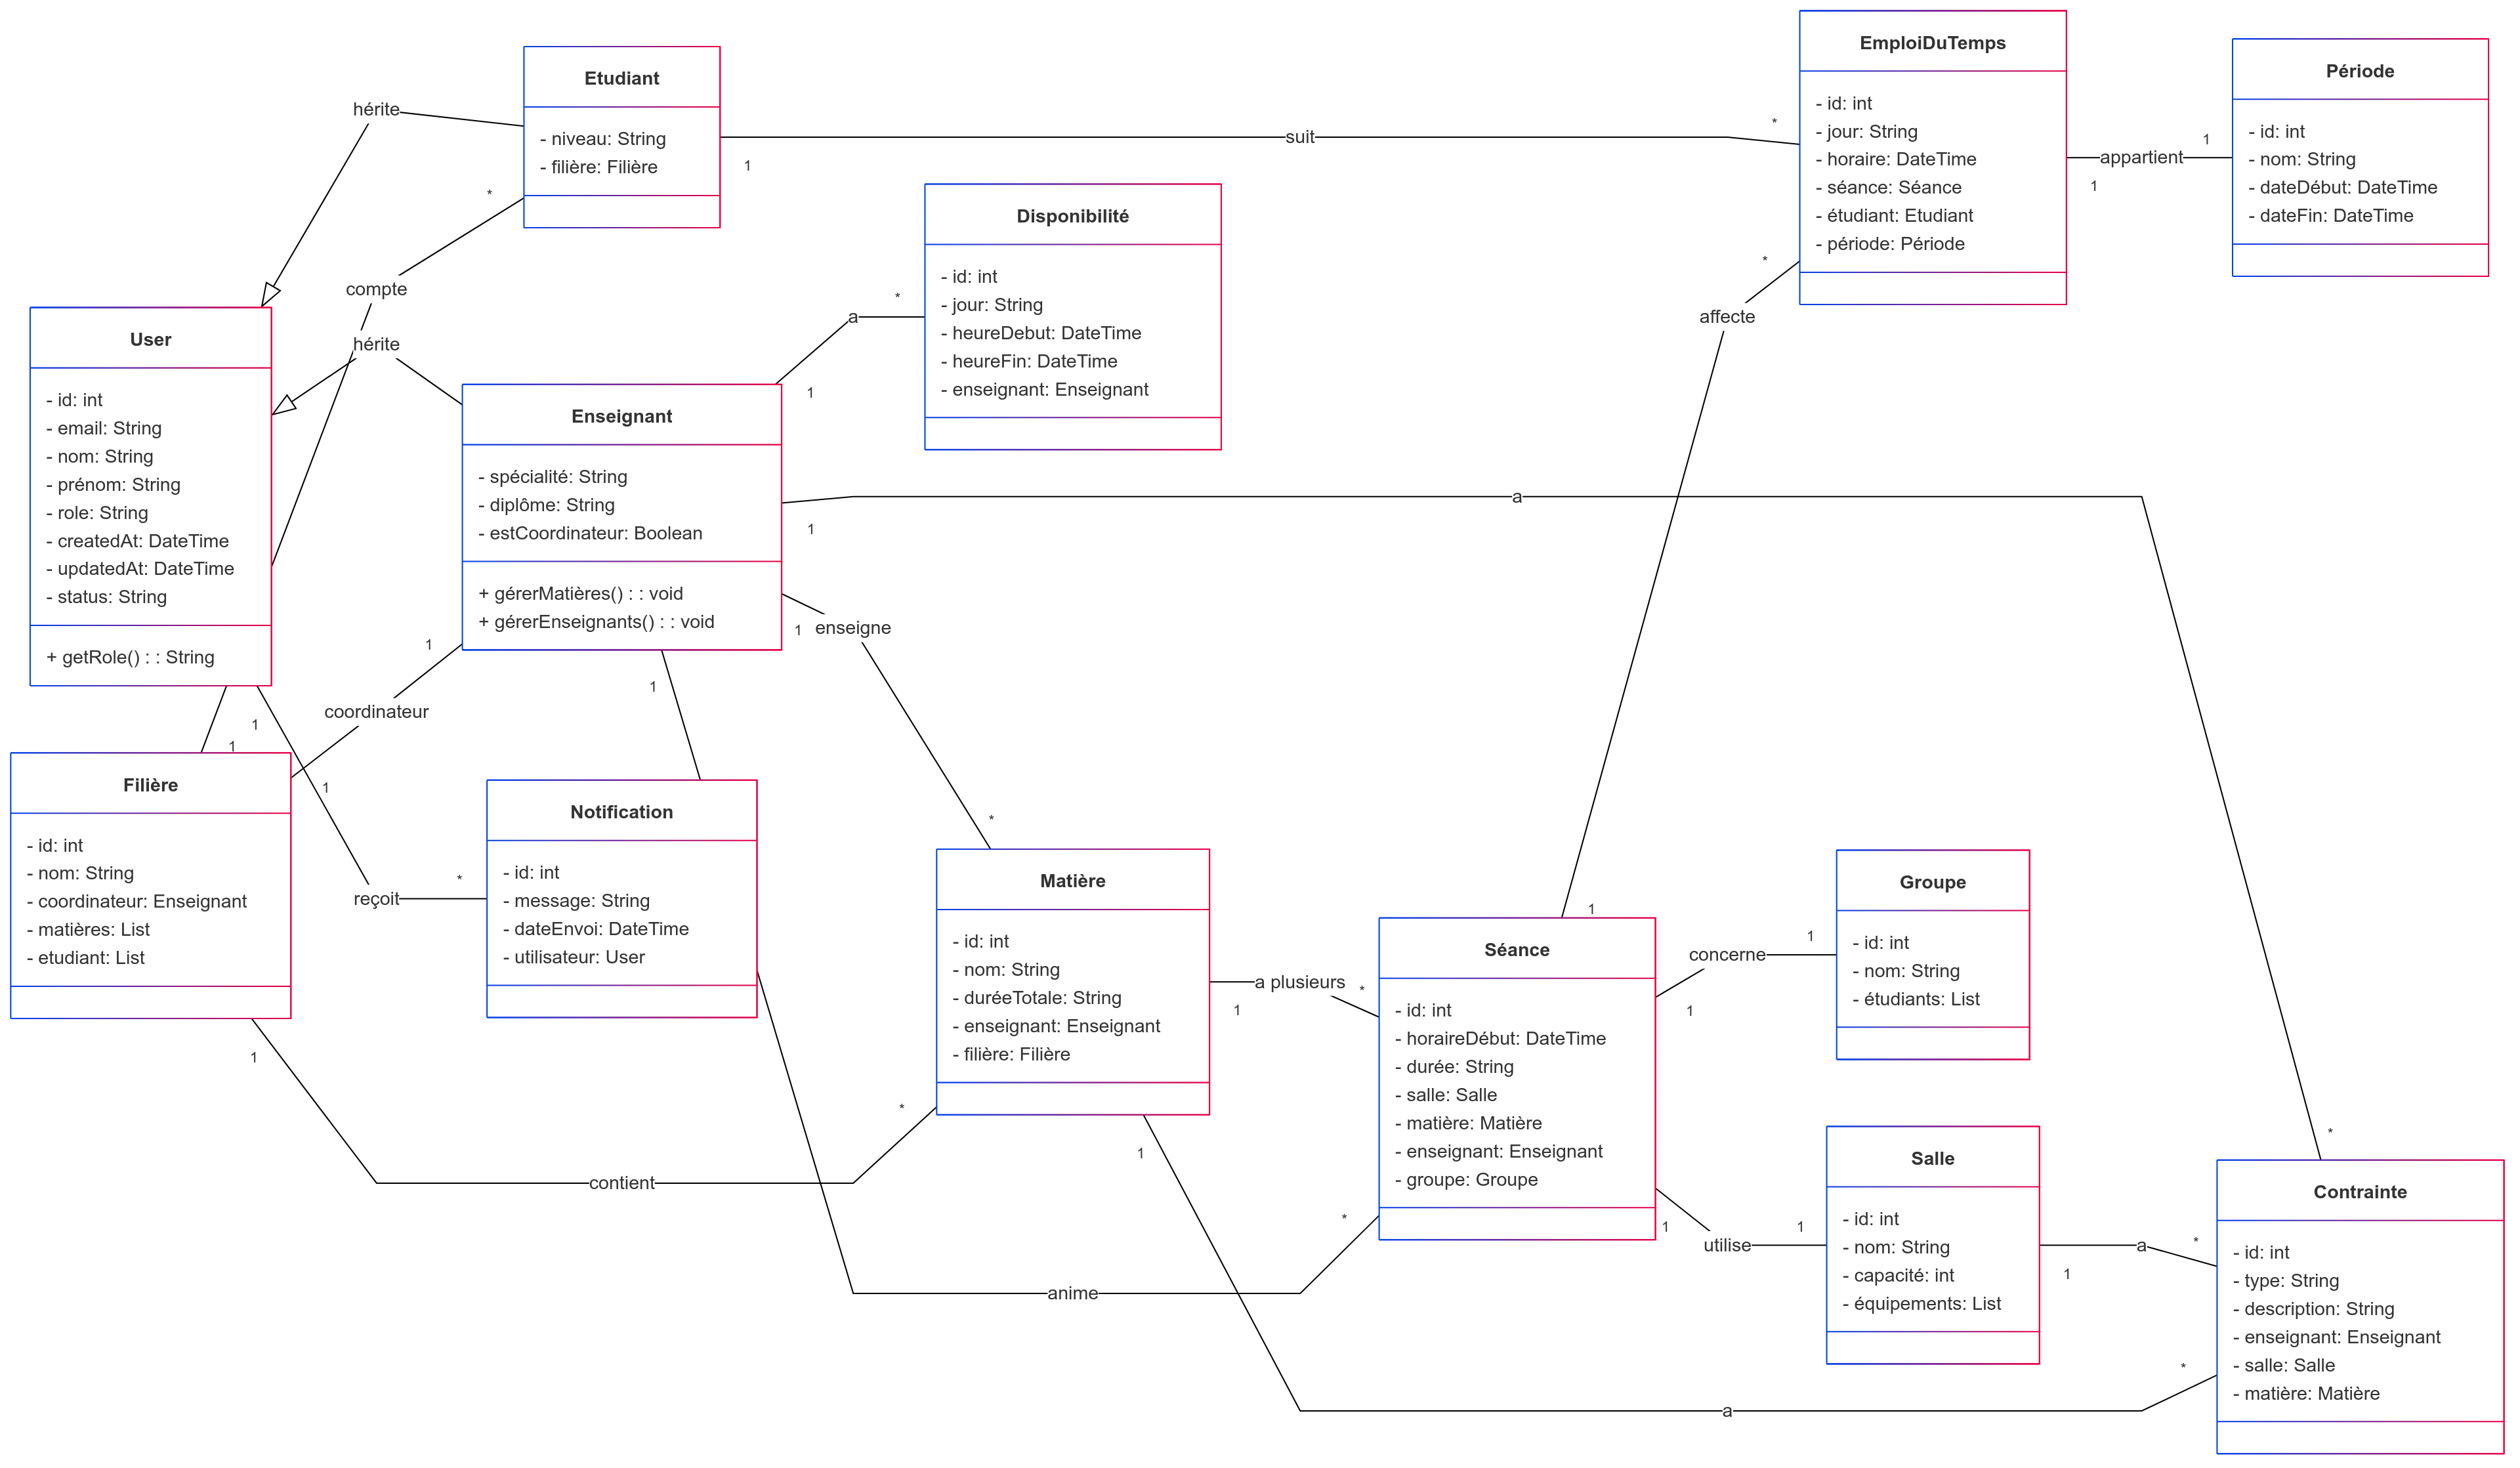 EmploiDuTemps
- id: int
- jour: String
- horaire: DateTime
- séance: Séance
- étudiant: Etudiant
- période: Période
Période
- id: int
- nom: String
- dateDébut: DateTime
- dateFin: DateTime
Etudiant
- niveau: String
- filière: Filière
hérite
suit
*
1
appartient
1
1
*
compte
hérite
Disponibilité
- id: int
- jour: String
- heureDebut: DateTime
- heureFin: DateTime
- enseignant: Enseignant
a
*
1
*
affecte
1
User
- id: int
- email: String
- nom: String
- prénom: String
- role: String
- createdAt: DateTime
- updatedAt: DateTime
- status: String
+ getRole() : : String
Enseignant
- spécialité: String
- diplôme: String
- estCoordinateur: Boolean
+ gérerMatières() : : void
+ gérerEnseignants() : : void
a
1
*
1
enseigne
*
1
coordinateur
1
1
1
1
reçoit
*
Filière
- id: int
- nom: String
- coordinateur: Enseignant
- matières: List
- etudiant: List
Notification
- id: int
- message: String
- dateEnvoi: DateTime
- utilisateur: User
Matière
- id: int
- nom: String
- duréeTotale: String
- enseignant: Enseignant
- filière: Filière
a plusieurs
1
*
Séance
- id: int
- horaireDébut: DateTime
- durée: String
- salle: Salle
- matière: Matière
- enseignant: Enseignant
- groupe: Groupe
concerne
1
1
Groupe
- id: int
- nom: String
- étudiants: List
1
contient
*
1
anime
*
utilise
1
1
Salle
- id: int
- nom: String
- capacité: int
- équipements: List
a
1
*
a
*
Contrainte
- id: int
- type: String
- description: String
- enseignant: Enseignant
- salle: Salle
- matière: Matière